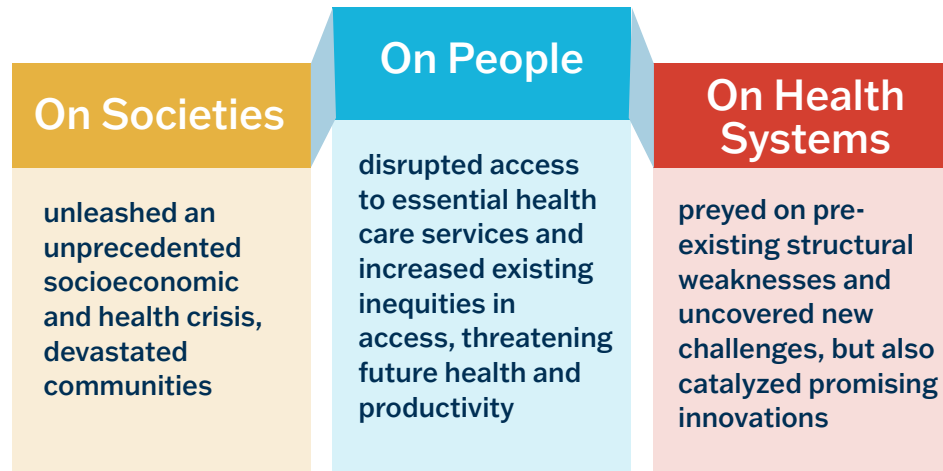 On Societies
unleashed an
unprecedented
socioeconomic
and health crisis,
devastated
communities
On People
disrupted access
to essential health
care services and
increased existing
inequities in
access, threatening
future health and
productivity
On Health
Systems
preyed on pre-
existing structural
weaknesses and
uncovered new
challenges, but also
catalyzed promising
innovations